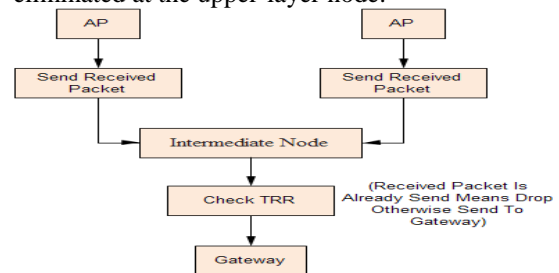 eliminated at the upper-layer node.
AP
AP
Send Received
Packet
Send Received
Packet
Intermediate Node
Check TRR
(Received Packet Is
Already Send Means Drop
Otherwise Send To
Gateway)
Gateway